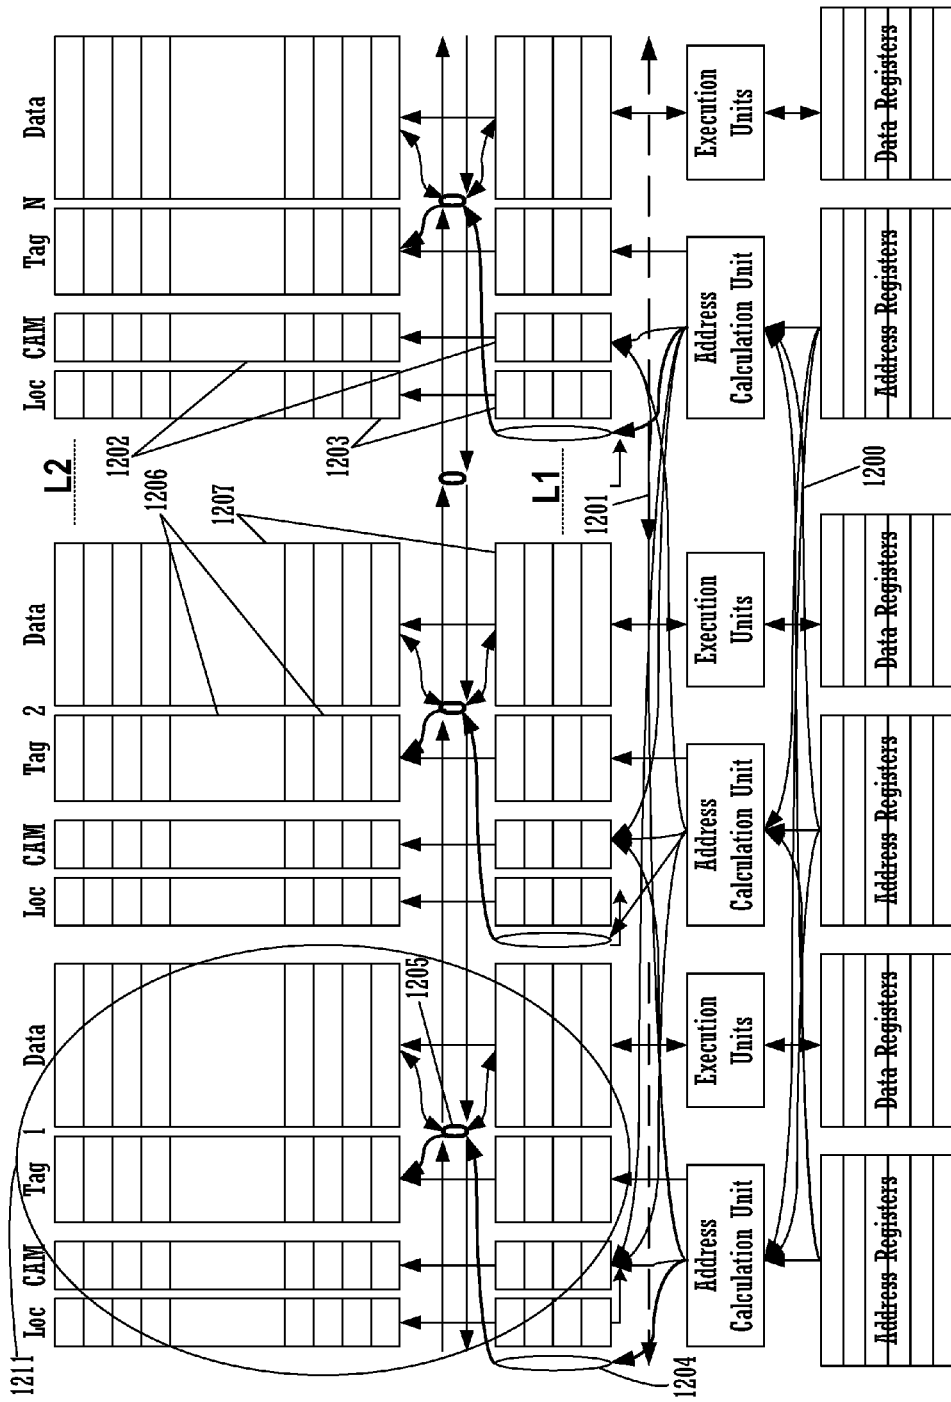 1211
Loc CAM Tag 1 Data
Loc CAM Tag 2 Data
Loc CAM Tag N Data
L2
1206
1207
1202
1203
1205
L1
1201
1204
Address Calculation Unit
Execution Units
Address Calculation Unit
Execution Units
Address Calculation Unit
Execution Units
1200
Address Registers
Data Registers
Address Registers
Data Registers
Address Registers
Data Registers